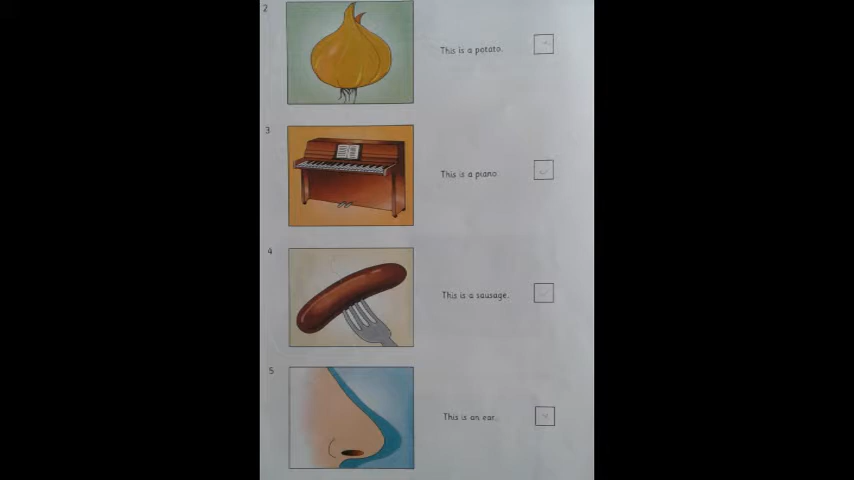 2
This is a potato.
3
This is a piano.
4
This is a sausage.
5
This is an ear.